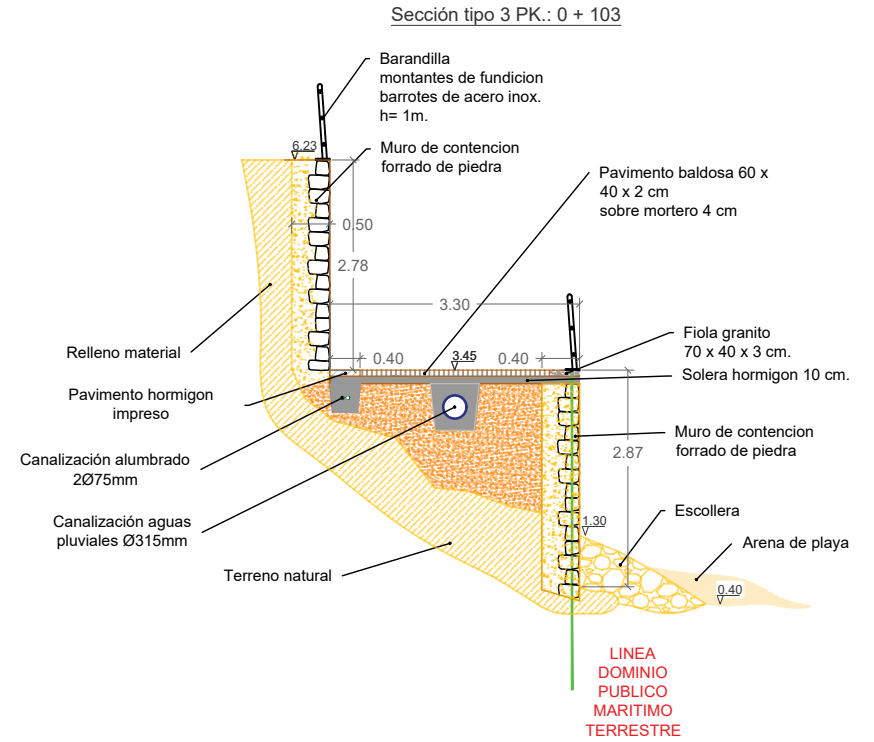 Sección tipo 3 PK.: 0 + 103
Barandilla
montantes de fundicion
barrotes de acero inox.
h= 1m.
6.23
Muro de contencion
forrado de piedra
Pavimento baldosa 60 x
40 x 2 cm
sobre mortero 4 cm
0.50
2.78
3.30
Relleno material
0.40
3.45
0.40
Fiola granito
70 x 40 x 3 cm.
Solera hormigon 10 cm.
Pavimento hormigon
impreso
Muro de contencion
forrado de piedra
2.87
Canalización alumbrado
2Ø75mm
Canalización aguas
pluviales Ø315mm
1.30
Escollera
Arena de playa
Terreno natural
0.40
LINEA
DOMINIO
PUBLICO
MARITIMO
TERRESTRE